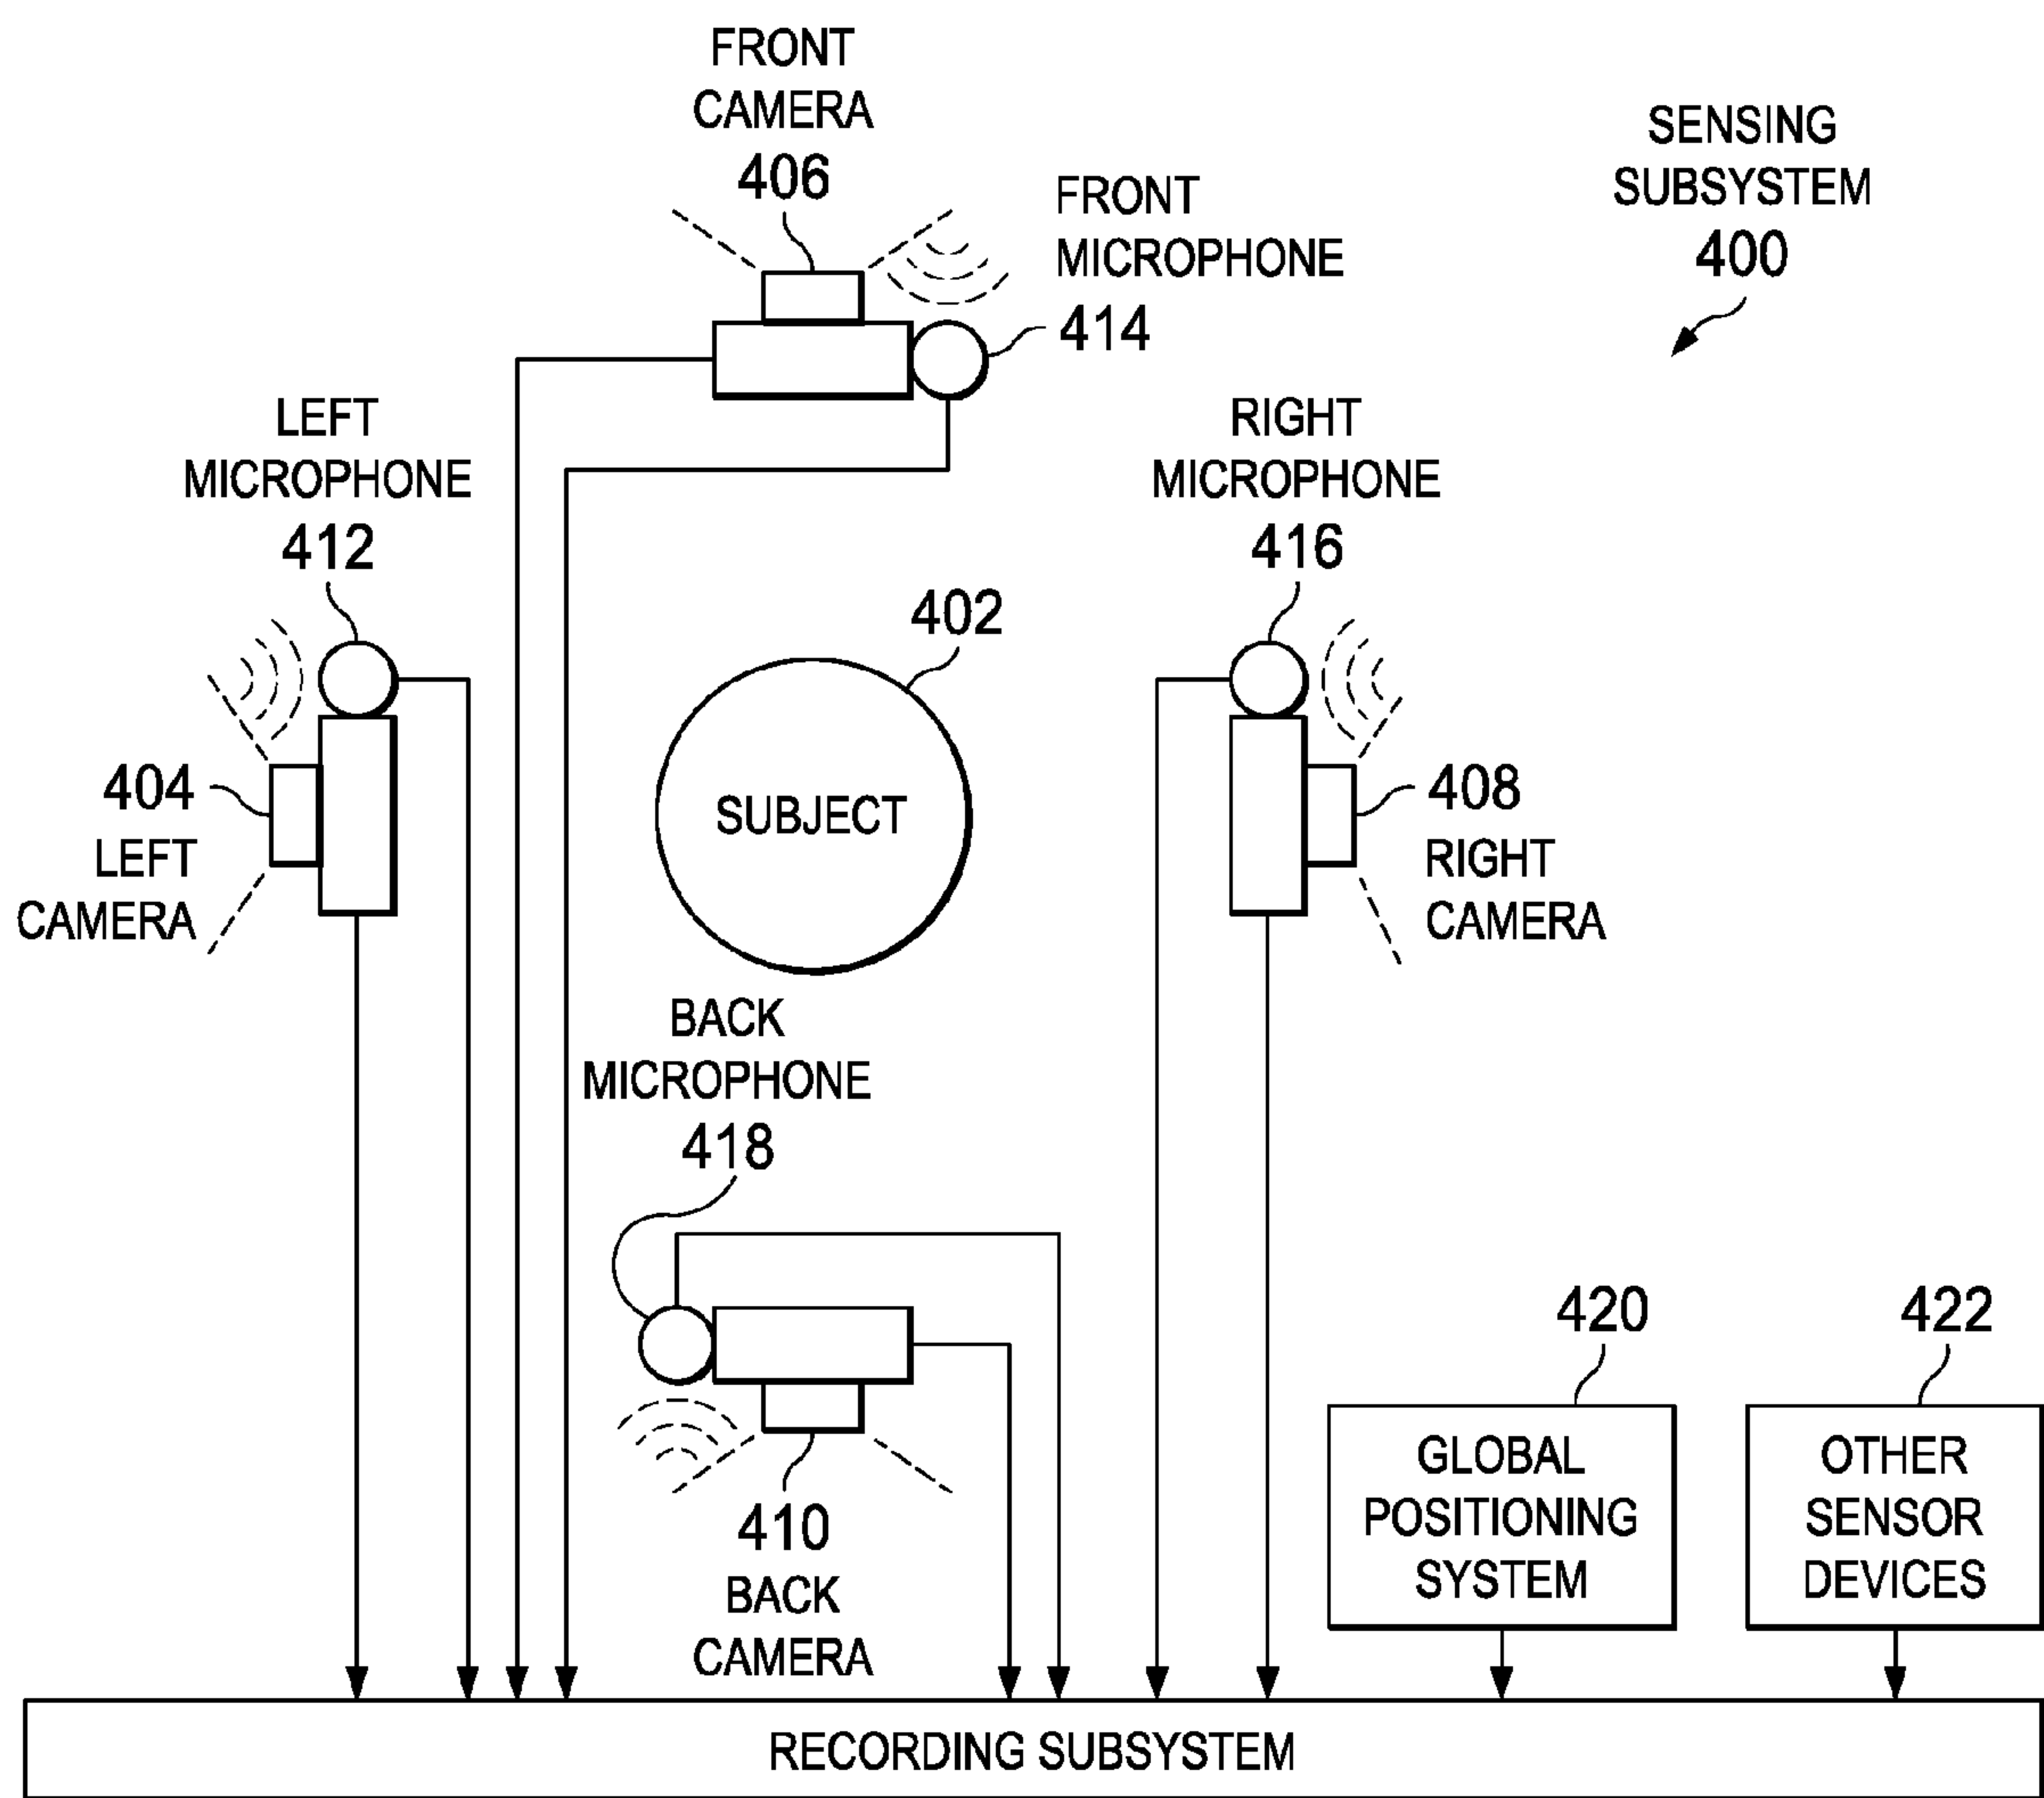 FRONT
CAMERA
406
FRONT
MICROPHONE
414
SENSING
SUBSYSTEM
400
LEFT
MICROPHONE
412
RIGHT
MICROPHONE
416
402
SUBJECT
404
LEFT
CAMERA
408
RIGHT
CAMERA
BACK
MICROPHONE
418
410
BACK
CAMERA
420
GLOBAL
POSITIONING
SYSTEM
422
OTHER
SENSOR
DEVICES
RECORDING SUBSYSTEM